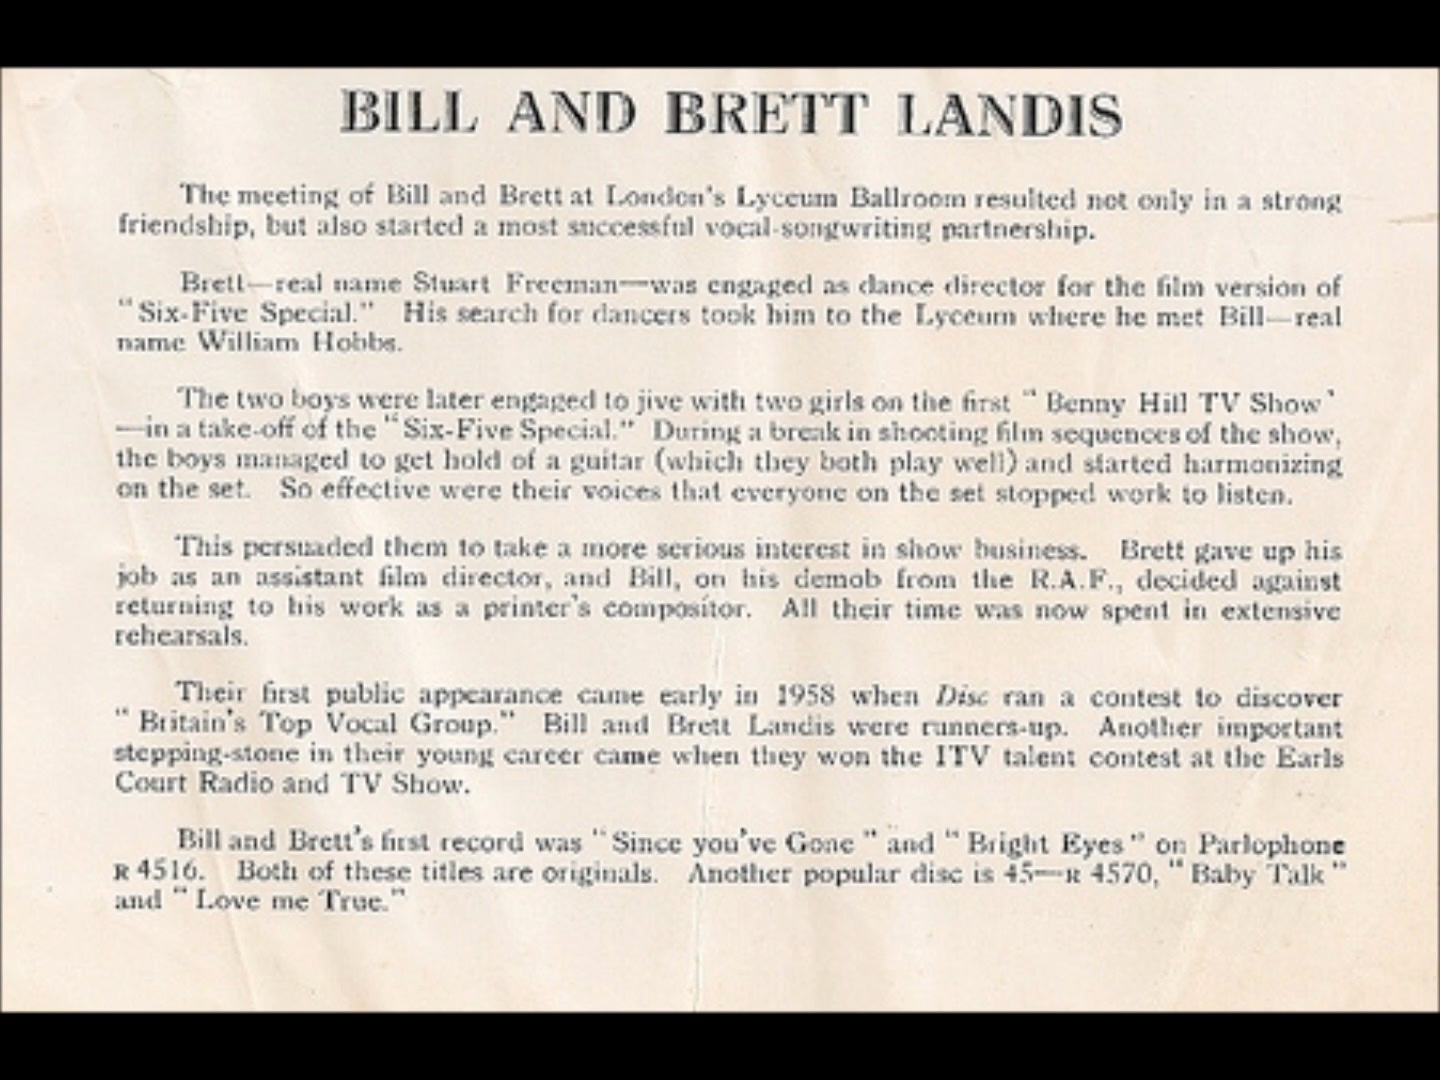 BILL AND BRETT LANDIS
The meeting of Bill and Brett at London's Lyceum Ballroom resulted not only in a strong
friendship, but also started a most successful vocal-songwriting partnership.
Brett—real name Stuart Freeman—was engaged as dance director for the film version of
"Six-Five Special." His search for dancers took him to the Lyceum where he met Bill—real
name William Hobbs.
The two boys were later engaged to jive with two girls on the first "Benny Hill TV Show'
—in a take-off of the "Six-Five Special." During a break in shooting film sequences of the show,
the boys managed to get hold of a guitar (which they both play well) and started harmonizing
on the set. So effective were their voices that everyone on the set stopped work to listen.
This persuaded them to take a more serious interest in show business. Brett gave up his
job as an assistant film director, and Bill, on his demob from the R.A.F., decided against
returning to his work as a printer's compositor. All their time was now spent in extensive
rehearsals.
Their first public appearance came early in 1958 when Disc ran a contest to discover
"Britain's Top Vocal Group." Bill and Brett Landis were runners-up. Another important
stepping-stone in their young career came when they won the ITV talent contest at the Earls
Court Radio and TV Show.
Bill and Brett's first record was "Since you've Gone" and "Bright Eyes" on Parlophone
R 4516. Both of these titles are originals. Another popular disc is 45—R 4570, "Baby Talk"
and "Love me True."